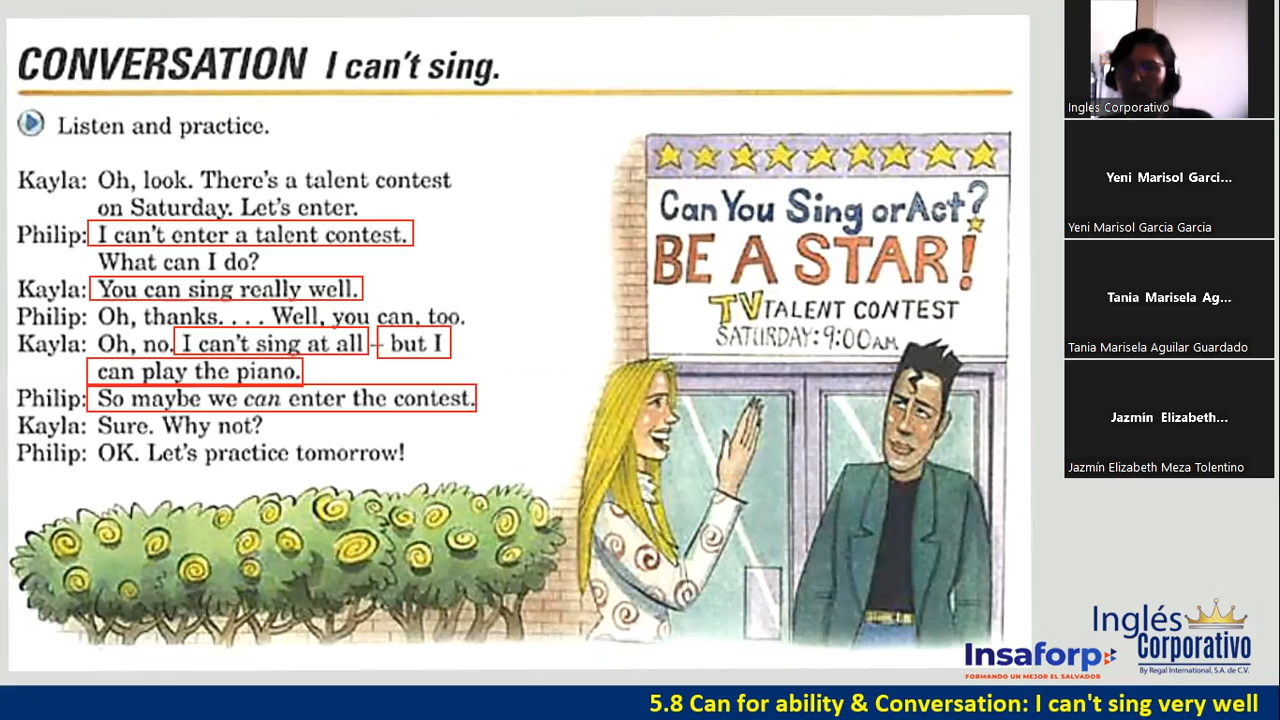 CONVERSATION I can't sing.
Listen and practice.
Kayla: Oh, look. There's a talent contest
on Saturday. Let's enter.
Philip: I can't enter a talent contest.
What can I do?
Kayla: You can sing really well.
Philip: Oh, thanks. . . . Well, you can, too.
Kayla: Oh, no. I can't sing at all – but I
can play the piano.
Philip: So maybe we can enter the contest.
Kayla: Sure. Why not?
Philip: OK. Let's practice tomorrow!
Can You Sing or Act?
BE A STAR!
TV TALENT CONTEST
SATURDAY: 9:00 AM
Inglés Corporativo
Yeni Marisol Garci...
Yeni Marisol Garcia Garcia
Tania Marisela Ag...
Tania Marisela Aguilar Guardado
Jazmín Elizabeth...
Jazmín Elizabeth Meza Tolentino
Insaforp
FORMANDO UN MEJOR EL SALVADOR
Inglés
Corporativo
By Regal International, S.A. de C.V.
5.8 Can for ability & Conversation: I can't sing very well